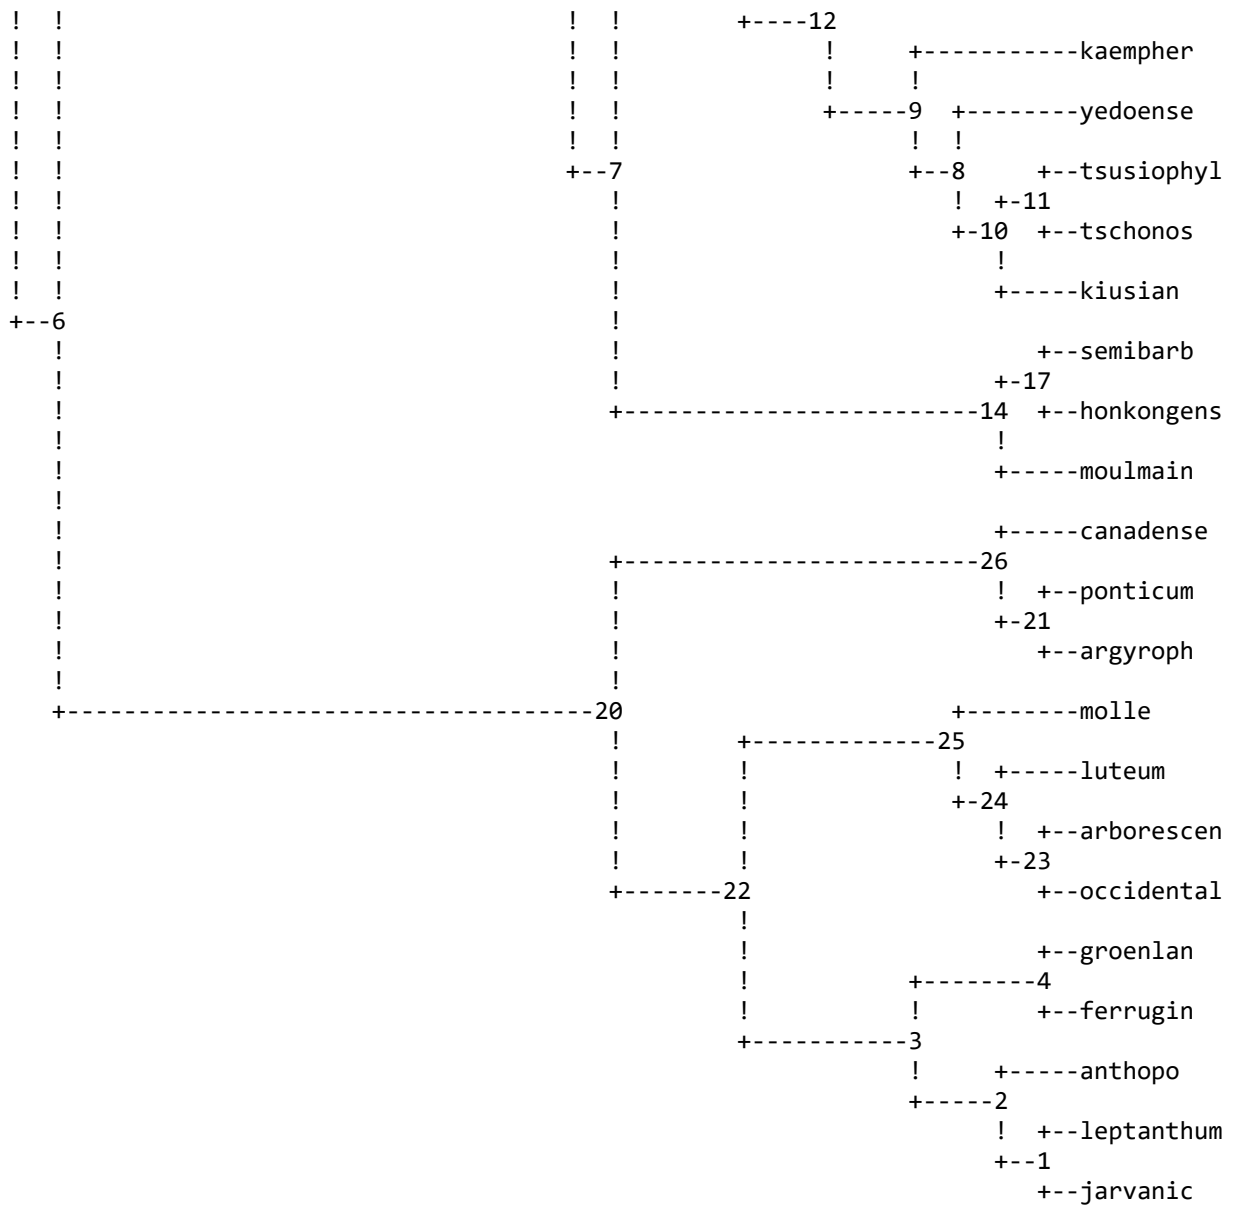 !  !                                   !  !        +----12
!  !                                   !  !              !     +-----------kaempher
!  !                                   !  !              !     !
!  !                                   !  !              +-----9  +--------yedoense
!  !                                   !  !                    !  !
!  !                                   +--7                    +--8     +--tsusiophyl
!  !                                      !                       !  +-11
!  !                                      !                       +-10  +--tschonos
!  !                                      !                          !
!  !                                      !                          +-----kiusian
+--6                                      !
   !                                      !                             +--semibarb
   !                                      !                          +-17
   !                                      +-------------------------14  +--honkongens
   !                                                                 !
   !                                                                 +-----moulmain
   !
   !                                                                 +-----canadense
   !                                      +-------------------------26
   !                                      !                          !  +--ponticum
   !                                      !                          +-21
   !                                      !                             +--argyroph
   !                                      !
   +-------------------------------------20                       +--------molle
                                          !        +-------------25
                                          !        !              !  +-----luteum
                                          !        !              +-24
                                          !        !                 !  +--arborescen
                                          !        !                 +-23
                                          +-------22                    +--occidental
                                                   !
                                                   !                    +--groenlan
                                                   !           +--------4
                                                   !           !        +--ferrugin
                                                   +-----------3
                                                               !     +-----anthopo
                                                               +-----2
                                                                     !  +--leptanthum
                                                                     +--1
                                                                        +--jarvanic